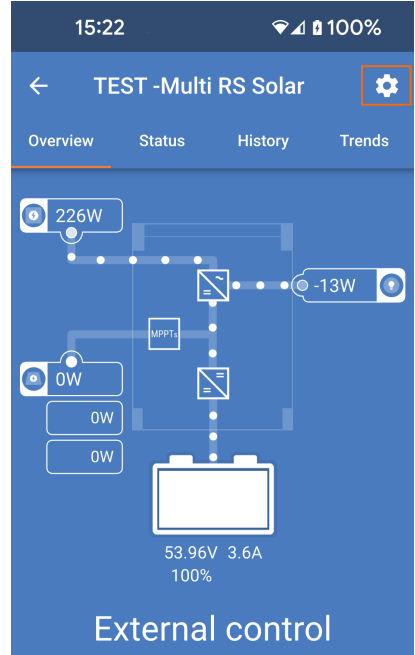 15:22 100%
TEST -Multi RS Solar
Overview Status History Trends
226W
-13W
MPPTs
0W
0W
0W
53.96V 3.6A
100%
External control